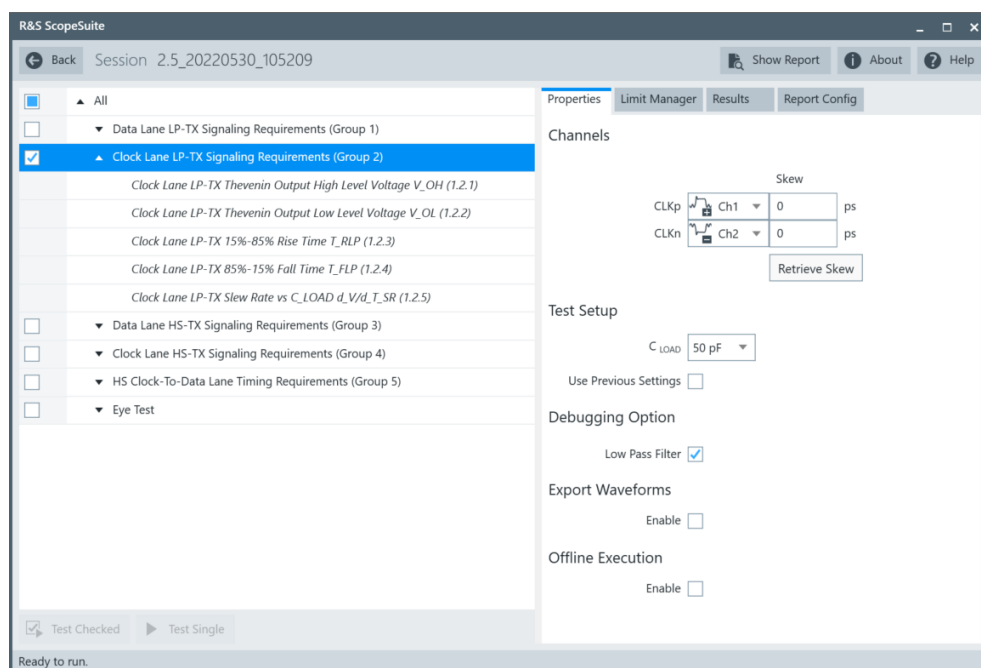 R&S ScopeSuite
Back Session 2.5_20220530_105209 Show Report About Help
All
Data Lane LP-TX Signaling Requirements (Group 1)
Clock Lane LP-TX Signaling Requirements (Group 2)
Clock Lane LP-TX Thevenin Output High Level Voltage V_OH (1.2.1)
Clock Lane LP-TX Thevenin Output Low Level Voltage V_OL (1.2.2)
Clock Lane LP-TX 15%-85% Rise Time T_RLP (1.2.3)
Clock Lane LP-TX 85%-15% Fall Time T_FLP (1.2.4)
Clock Lane LP-TX Slew Rate vs C_LOAD d_V/d_T_SR (1.2.5)
Data Lane HS-TX Signaling Requirements (Group 3)
Clock Lane HS-TX Signaling Requirements (Group 4)
HS Clock-To-Data Lane Timing Requirements (Group 5)
Eye Test
Test Checked Test Single
Properties Limit Manager Results Report Config
Channels
Skew
CLKp Ch1 0 ps
CLKn Ch2 0 ps
Retrieve Skew
Test Setup
C LOAD 50 pF
Use Previous Settings
Debugging Option
Low Pass Filter
Export Waveforms
Enable
Offline Execution
Enable
Ready to run.